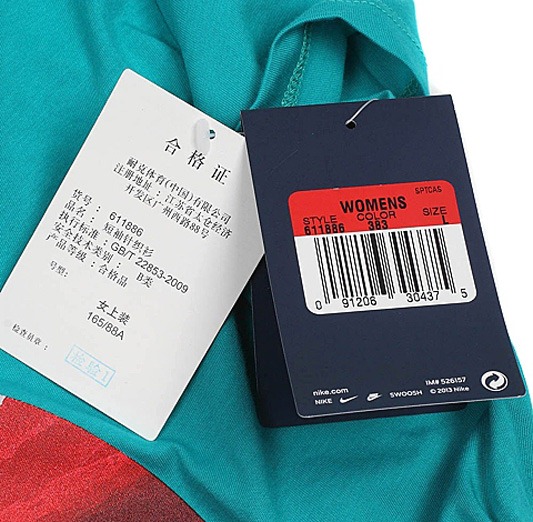 合格证
耐克体育(中国)有限公司
注册地址：江苏省太仓经济
开发区广州西路88号
货号： 611886
品名： 短袖针织衫
执行标准：GB/T 22853-2009
安全技术类别 B类
产品等级：合格品
号型：
女上装
165/88A
检查员章：
检验1
SPTCAS
WOMENS
STYLE COLOR SIZE
611886 383 L
0 91206 30437 5
nike.com
NIKE SWOOSH
IM# 526157
©2013 Nike